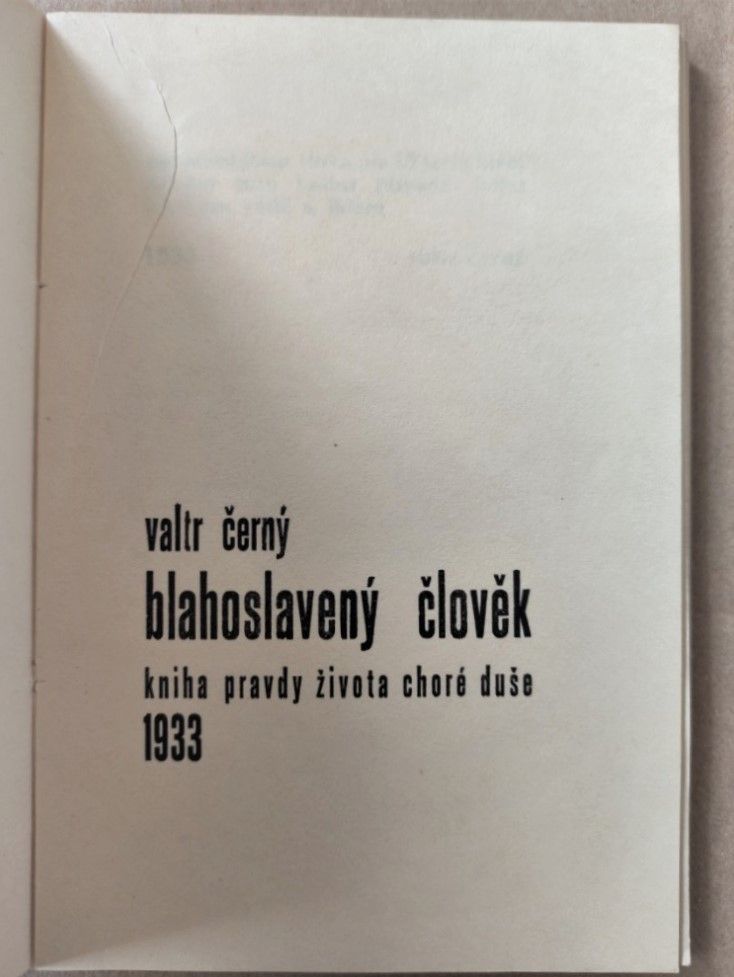 valtr černý
blahoslavený člověk
kniha pravdy života choré duše
1933